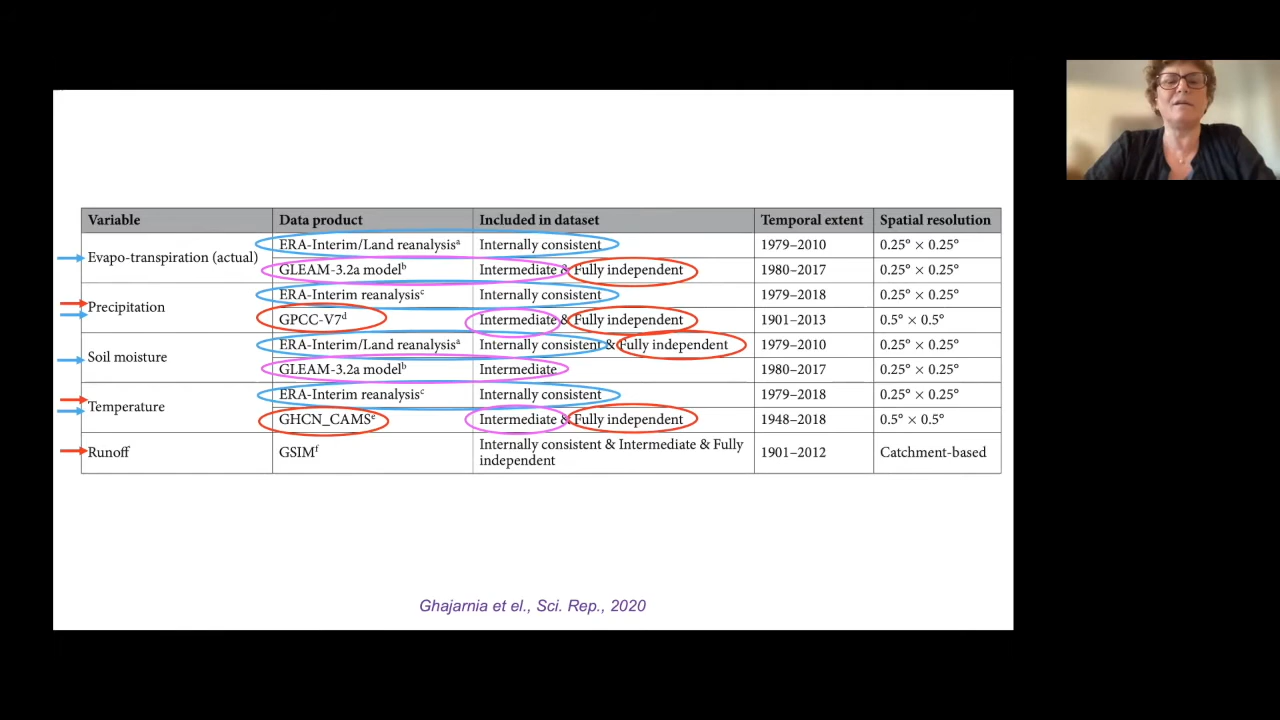 Variable Data product Included in dataset Temporal extent Spatial resolution
Evapo-transpiration (actual) ERA-Interim/Land reanalysisᵃ Internally consistent 1979–2010 0.25° × 0.25°
GLEAM-3.2a modelᵇ Intermediate & Fully independent 1980–2017 0.25° × 0.25°
Precipitation ERA-Interim reanalysisᶜ Internally consistent 1979–2018 0.25° × 0.25°
GPCC-V7ᵈ Intermediate & Fully independent 1901–2013 0.5° × 0.5°
Soil moisture ERA-Interim/Land reanalysisᵃ Internally consistent & Fully independent 1979–2010 0.25° × 0.25°
GLEAM-3.2a modelᵇ Intermediate 1980–2017 0.25° × 0.25°
Temperature ERA-Interim reanalysisᶜ Internally consistent 1979–2018 0.25° × 0.25°
GHCN_CAMSᵉ Intermediate & Fully independent 1948–2018 0.5° × 0.5°
Runoff GSIMᶠ Internally consistent & Intermediate & Fully 1901–2012 Catchment-based
independent
Ghajarnia et el., Sci. Rep., 2020